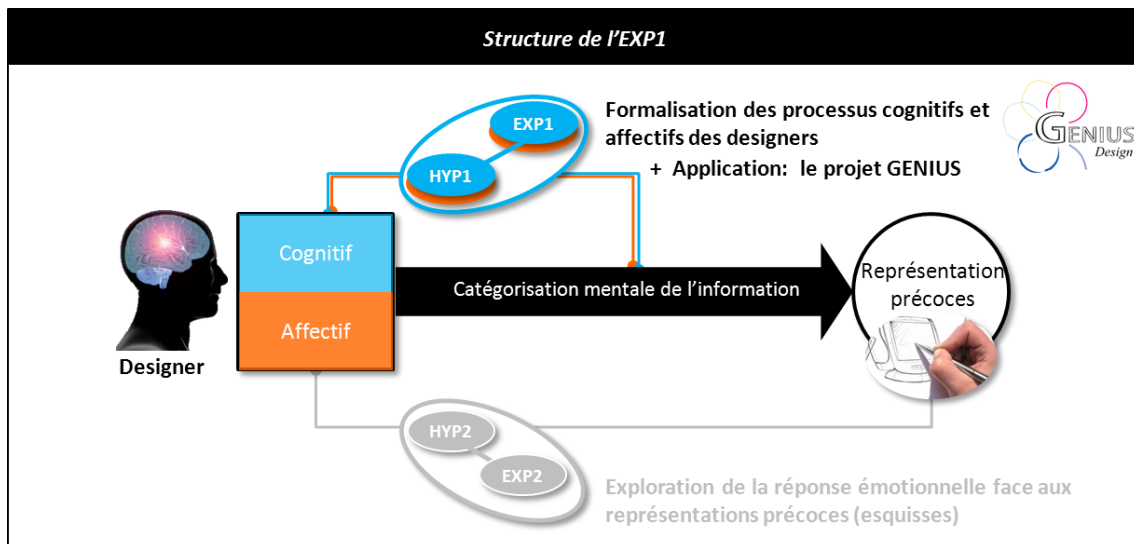 Structure de l'EXP1
EXP1
HYP1
Formalisation des processus cognitifs et
affectifs des designers
+ Application: le projet GENIUS
GENIUS
Design
Cognitif
Affectif
Designer
Catégorisation mentale de l'information
Représentation
précoces
HYP2
EXP2
Exploration de la réponse émotionnelle face aux
représentations précoces (esquisses)